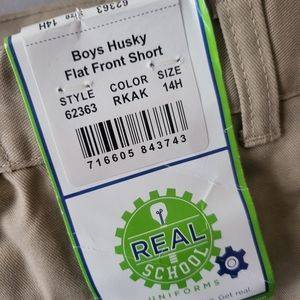 62363 Size 14H
Boys Husky
Flat Front Short
STYLE COLOR SIZE
62363 RKAK 14H
716605 843743
REAL
SCHOOL
UNIFORMS
Get real.